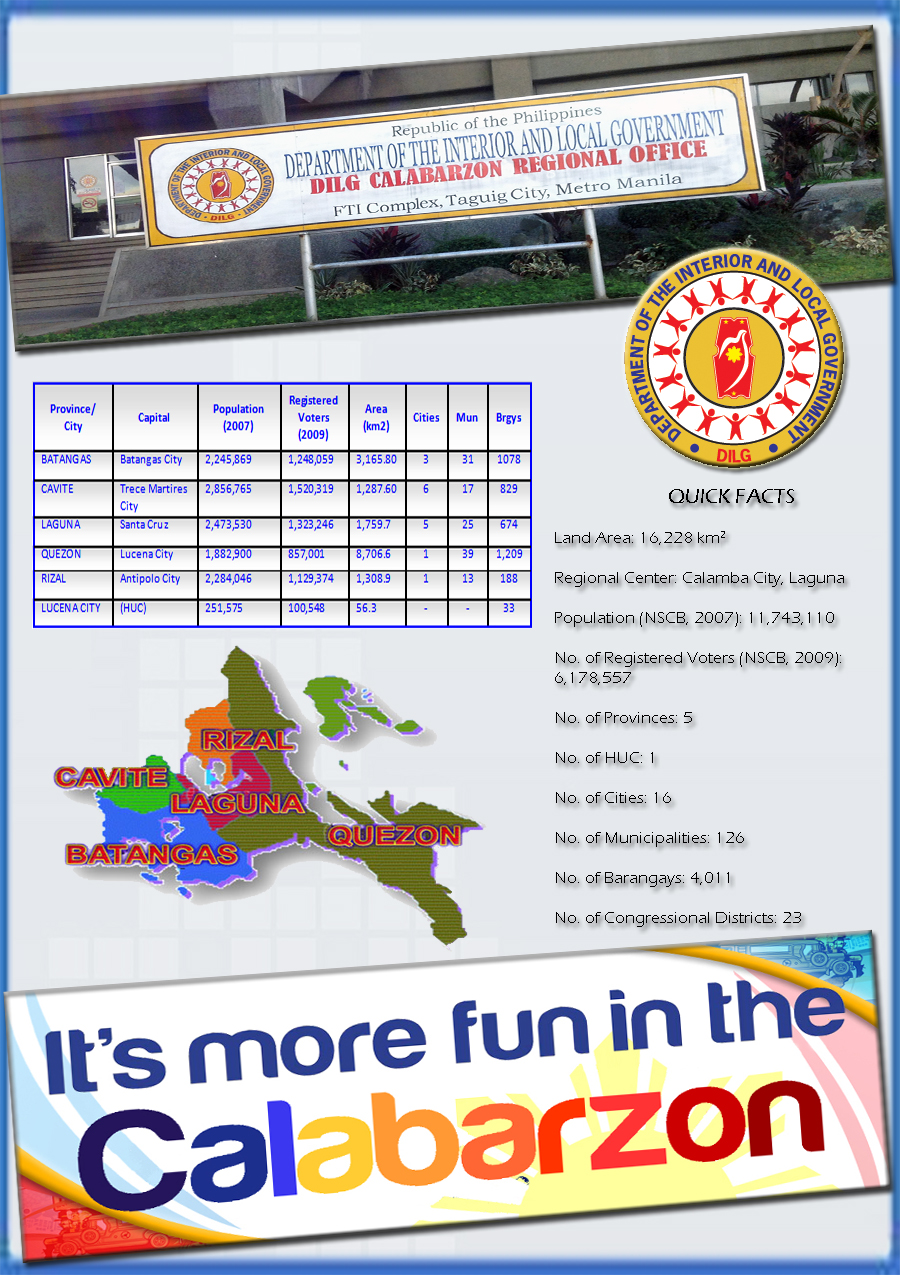 Republic of the Philippines
DEPARTMENT OF THE INTERIOR AND LOCAL GOVERNMENT
DILG CALABARZON REGIONAL OFFICE
FTI Complex, Taguig City, Metro Manila
DEPARTMENT OF THE INTERIOR AND LOCAL GOVERNMENT
• DILG •
DEPARTMENT OF THE INTERIOR AND LOCAL GOVERNMENT
• DILG •
Province/ City Capital Population (2007) Registered Voters (2009) Area (km2) Cities Mun Brgys
BATANGAS Batangas City 2,245,869 1,248,059 3,165.80 3 31 1078
CAVITE Trece Martires City 2,856,765 1,520,319 1,287.60 6 17 829
LAGUNA Santa Cruz 2,473,530 1,323,246 1,759.7 5 25 674
QUEZON Lucena City 1,882,900 857,001 8,706.6 1 39 1,209
RIZAL Antipolo City 2,284,046 1,129,374 1,308.9 1 13 188
LUCENA CITY (HUC) 251,575 100,548 56.3 - - 33
QUICK FACTS
Land Area: 16,228 km²
Regional Center: Calamba City, Laguna
Population (NSCB, 2007): 11,743,110
No. of Registered Voters (NSCB, 2009):
6,178,557
No. of Provinces: 5
No. of HUC: 1
No. of Cities: 16
No. of Municipalities: 126
No. of Barangays: 4,011
No. of Congressional Districts: 23
RIZAL
CAVITE
LAGUNA
QUEZON
BATANGAS
It's more fun in the
Calabarzon